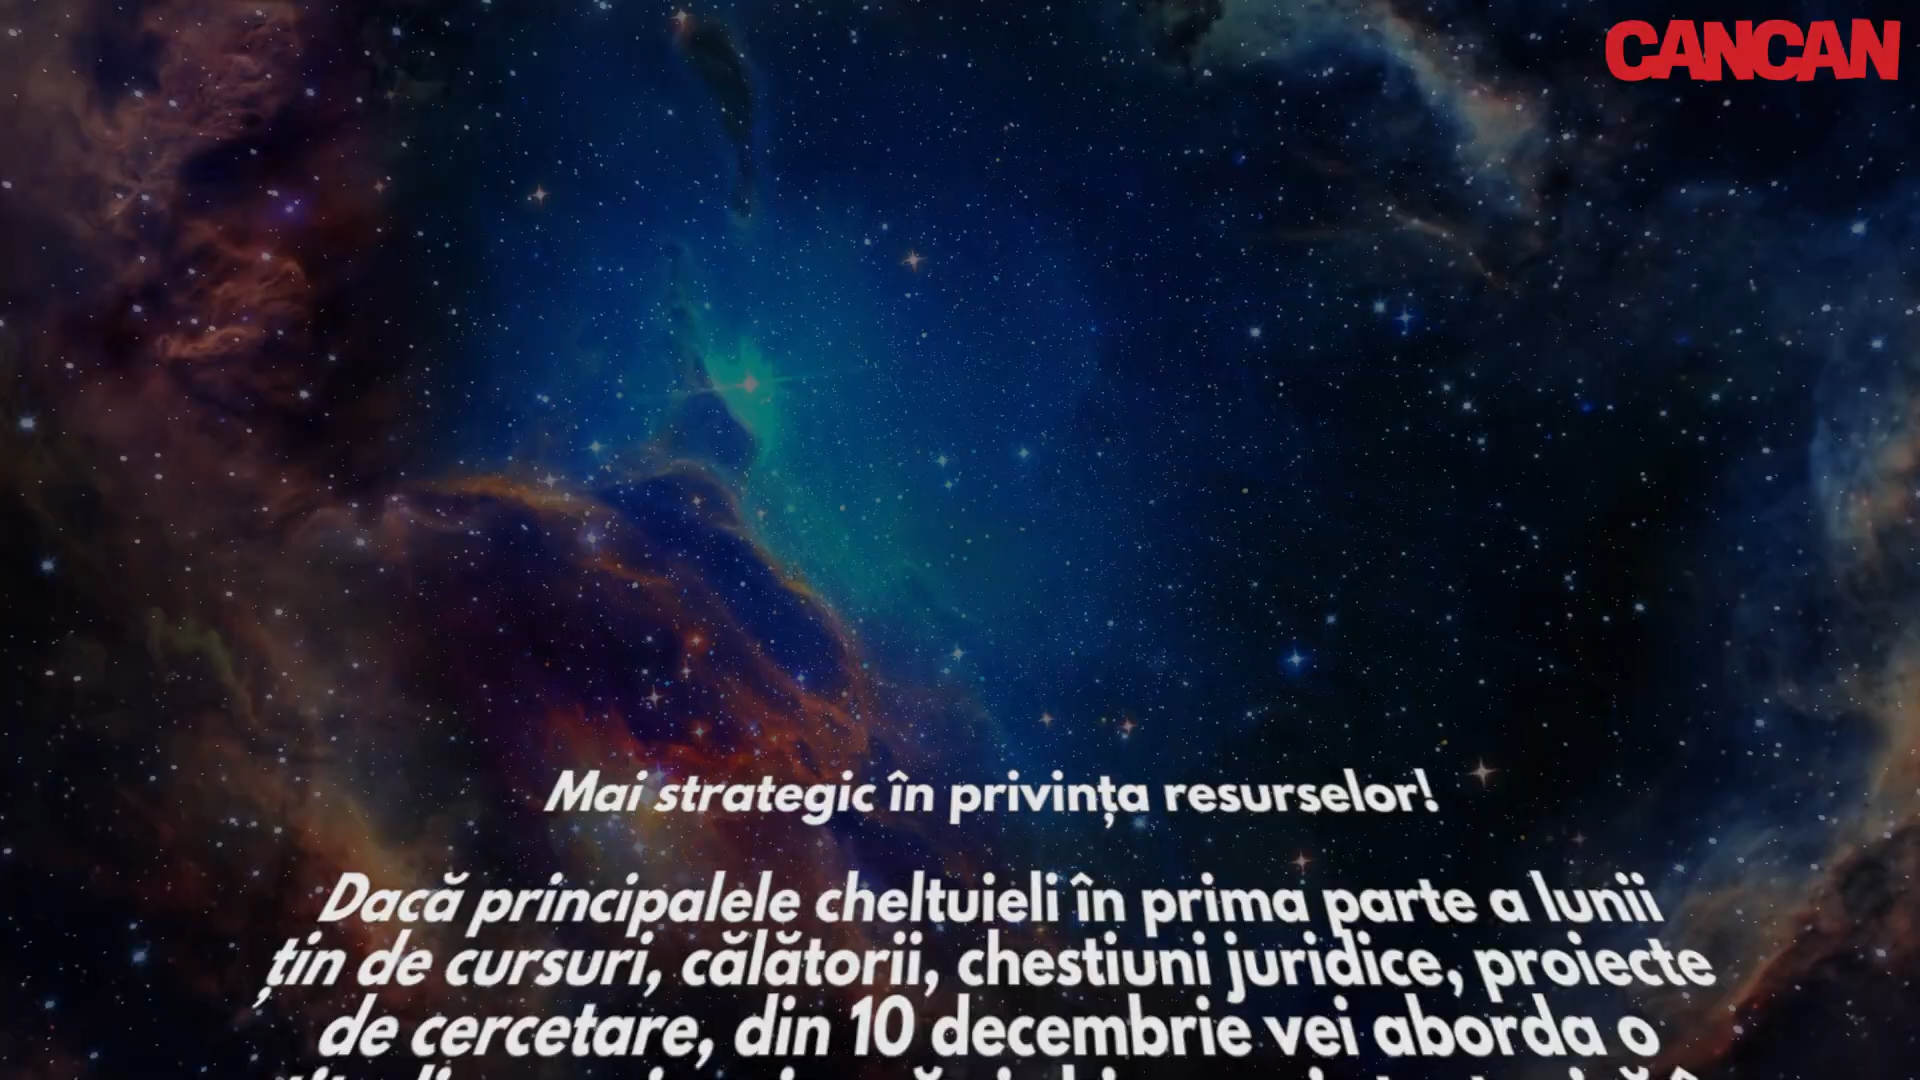 CANCAN
Mai strategic în privința resurselor!
Dacă principalele cheltuieli în prima parte a lunii
țin de cursuri, călătorii, chestiuni juridice, proiecte
de cercetare, din 10 decembrie vei aborda o